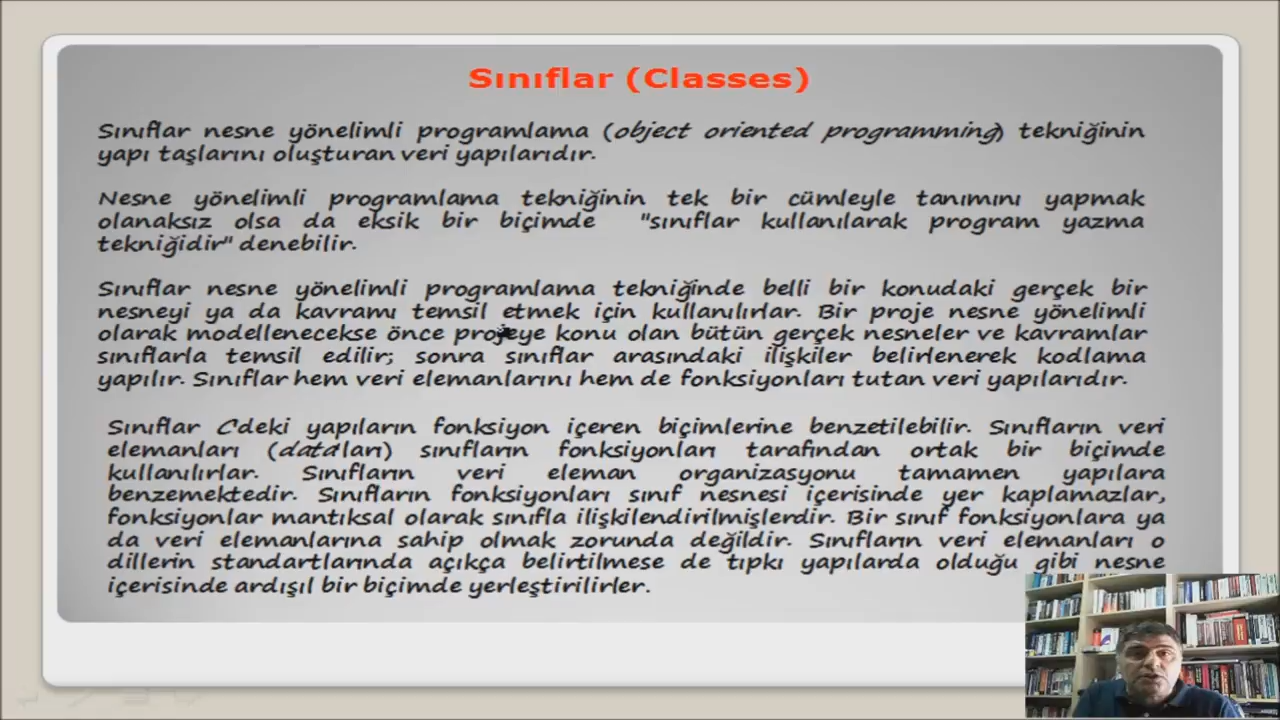 Sınıflar (Classes)
Sınıflar nesne yönelimli programlama (object oriented programming) tekniğinin
yapı taşlarını oluşturan veri yapılarıdır.
Nesne yönelimli programlama tekniğinin tek bir cümleyle tanımını yapmak
olanaksız olsa da eksik bir biçimde "sınıflar kullanılarak program yazma
tekniğidir" denebilir.
Sınıflar nesne yönelimli programlama tekniğinde belli bir konudaki gerçek bir
nesneyi ya da kavramı temsil etmek için kullanılırlar. Bir proje nesne yönelimli
olarak modellenecekse önce projeye konu olan bütün gerçek nesneler ve kavramlar
sınıflarla temsil edilir; sonra sınıflar arasındaki ilişkiler belirlenerek kodlama
yapılır. Sınıflar hem veri elemanlarını hem de fonksiyonları tutan veri yapılarıdır.
Sınıflar C'deki yapıların fonksiyon içeren biçimlerine benzetilebilir. Sınıfların veri
elemanları (data'ları) sınıfların fonksiyonları tarafından ortak bir biçimde
kullanılırlar. Sınıfların veri eleman organizasyonu tamamen yapılara
benzemektedir. Sınıfların fonksiyonları sınıf nesnesi içerisinde yer kaplamazlar,
fonksiyonlar mantıksal olarak sınıfla ilişkilendirilmişlerdir. Bir sınıf fonksiyonlara ya
da veri elemanlarına sahip olmak zorunda değildir. Sınıfların veri elemanları o
dillerin standartlarında açıkça belirtilmese de tıpkı yapılarda olduğu gibi nesne
içerisinde ardışıl bir biçimde yerleştirilirler.